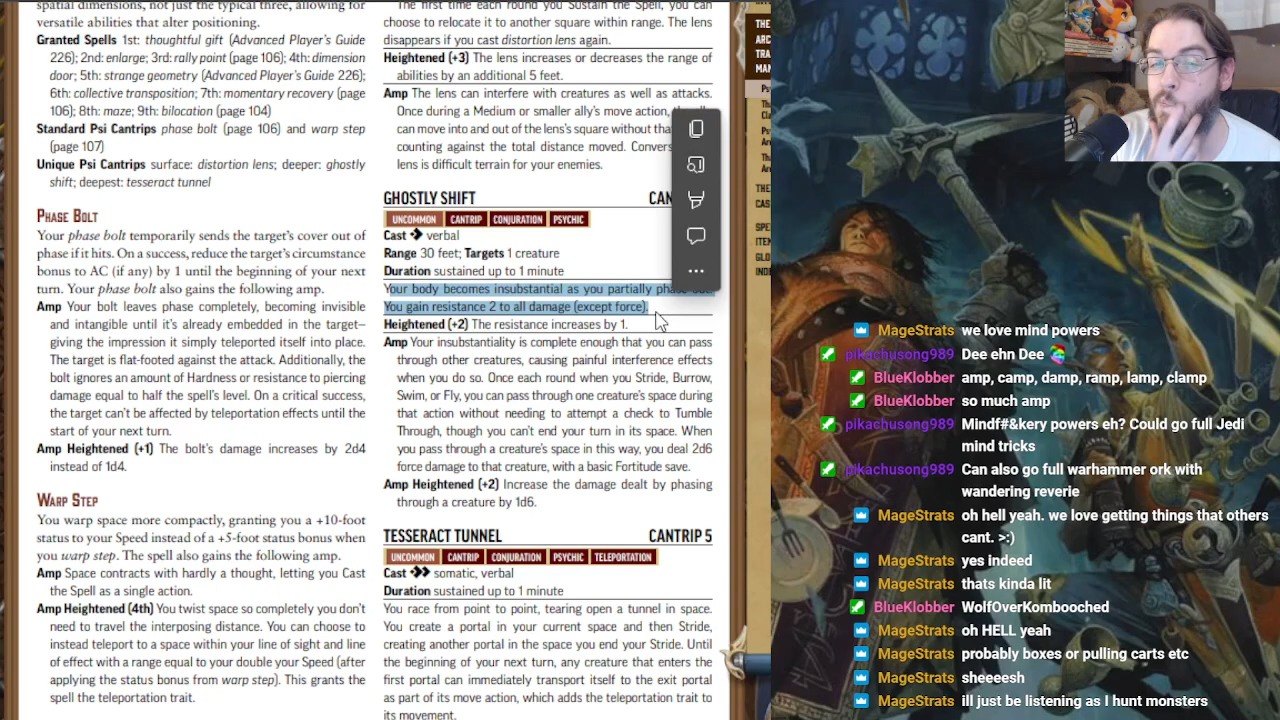 spatial dimensions, not just the typical three, allowing for
versatile abilities that alter positioning.
Granted Spells 1st: thoughtful gift (Advanced Player's Guide
226); 2nd: enlarge; 3rd: rally point (page 106); 4th: dimension
door; 5th: strange geometry (Advanced Player's Guide 226);
6th: collective transposition; 7th: momentary recovery (page
106); 8th: maze; 9th: bilocation (page 104)
Standard Psi Cantrips phase bolt (page 106) and warp step
(page 107)
Unique Psi Cantrips surface: distortion lens; deeper: ghostly
shift; deepest: tesseract tunnel
PHASE BOLT
Your phase bolt temporarily sends the target's cover out of
phase if it hits. On a success, reduce the target's circumstance
bonus to AC (if any) by 1 until the beginning of your next
turn. Your phase bolt also gains the following amp.
Amp Your bolt leaves phase completely, becoming invisible
and intangible until it's already embedded in the target—
giving the impression it simply teleported itself into place.
The target is flat-footed against the attack. Additionally, the
bolt ignores an amount of Hardness or resistance to piercing
damage equal to half the spell's level. On a critical success,
the target can't be affected by teleportation effects until the
start of your next turn.
Amp Heightened (+1) The bolt's damage increases by 2d4
instead of 1d4.
WARP STEP
You warp space more compactly, granting you a +10-foot
status to your Speed instead of a +5-foot status bonus when
you warp step. The spell also gains the following amp.
Amp Space contracts with hardly a thought, letting you Cast
the Spell as a single action.
Amp Heightened (4th) You twist space so completely you don't
need to travel the interposing distance. You can choose to
instead teleport to a space within your line of sight and line
of effect with a range equal to your double your Speed (after
applying the status bonus from warp step). This grants the
spell the teleportation trait.
The first time each round you Sustain the Spell, you can
choose to relocate it to another square within range. The lens
disappears if you cast distortion lens again.
Heightened (+3) The lens increases or decreases the range of
abilities by an additional 5 feet.
Amp The lens can interfere with creatures as well as attacks.
Once during a Medium or smaller ally's move action,
can move into and out of the lens's square without
counting against the total distance moved.
lens is difficult terrain for your enemies.
GHOSTLY SHIFT
UNCOMMON CANTRIP CONJURATION PSYCHIC
Cast verbal
Range 30 feet; Targets 1 creature
Duration sustained up to 1 minute
Your body becomes insubstantial as you partially
You gain resistance 2 to all damage (except force).
Heightened (+2) The resistance increases by 1.
Amp Your insubstantiality is complete enough that you can pass
through other creatures, causing painful interference effects
when you do so. Once each round when you Stride, Burrow,
Swim, or Fly, you can pass through one creature's space during
that action without needing to attempt a check to Tumble
Through, though you can't end your turn in its space. When
you pass through a creature's space in this way, you deal 2d6
force damage to that creature, with a basic Fortitude save.
Amp Heightened (+2) Increase the damage dealt by phasing
through a creature by 1d6.
TESSERACT TUNNEL CANTRIP 5
UNCOMMON CANTRIP CONJURATION PSYCHIC TELEPORTATION
Cast somatic, verbal
Duration sustained up to 1 minute
You race from point to point, tearing open a tunnel in space.
You create a portal in your current space and then Stride,
creating another portal in the space you end your Stride. Until
the beginning of your next turn, any creature that enters the
first portal can immediately transport itself to the exit portal
as part of its move action, which adds the teleportation trait to
its movement.
MageStrats we love mind powers
pikachusong989 Dee ehn Dee
BlueKlobber amp, camp, damp, ramp, lamp, clamp
BlueKlobber so much amp
pikachusong989 Mindf#&kery powers eh? Could go full Jedi
mind tricks
pikachusong989 Can also go full warhammer ork with
wandering reverie
MageStrats oh hell yeah. we love getting things that others
cant. >:)
MageStrats yes indeed
MageStrats thats kinda lit
BlueKlobber WolfOverKombooched
MageStrats oh HELL yeah
MageStrats probably boxes or pulling carts etc
MageStrats sheeeesh
MageStrats ill just be listening as I hunt monsters